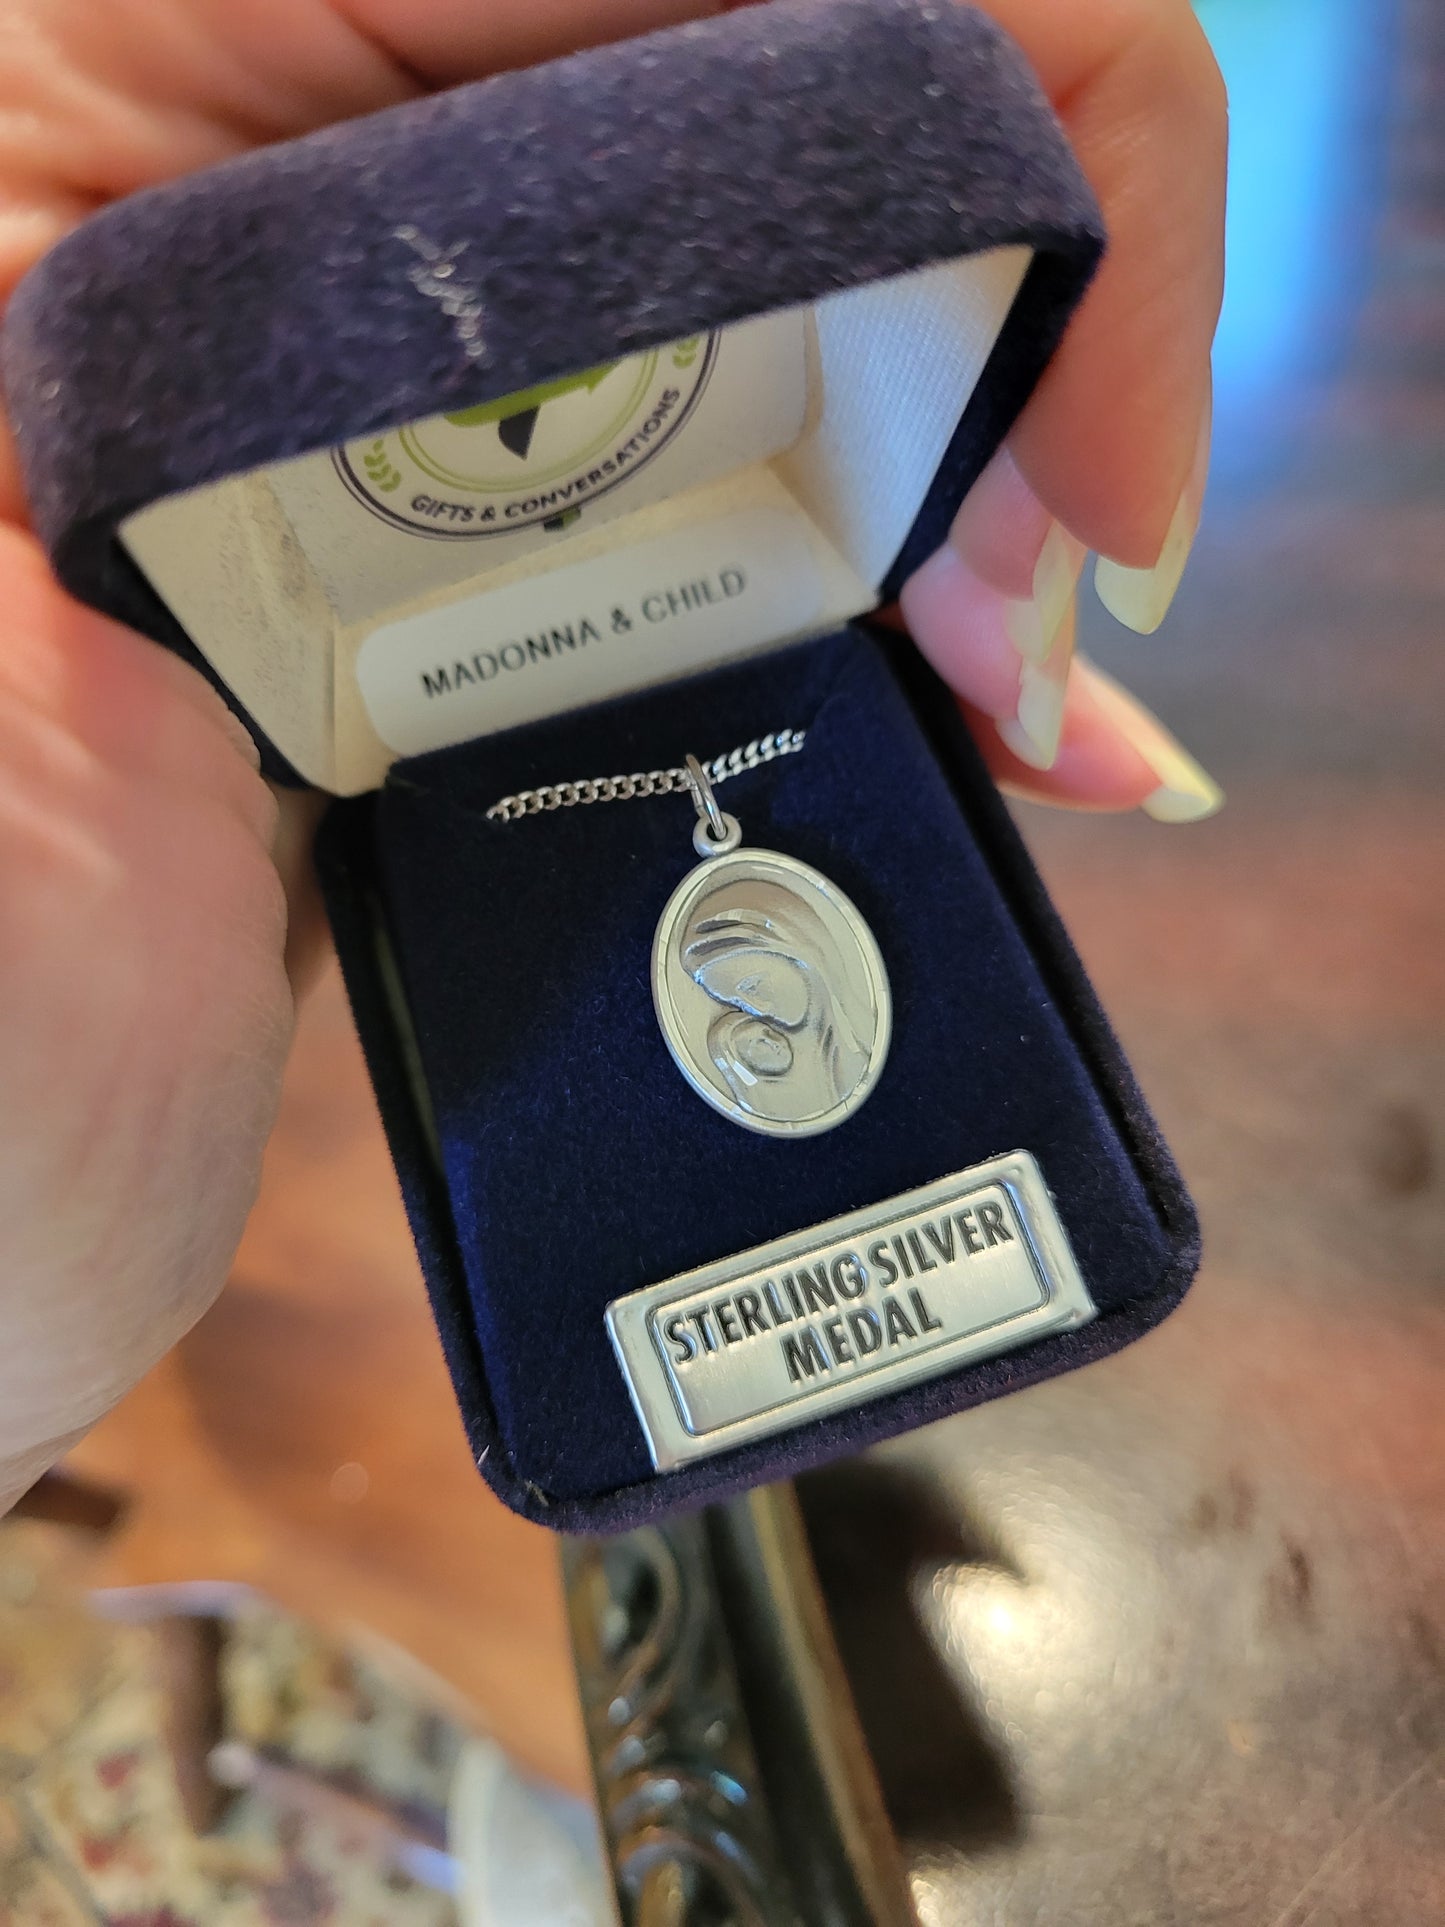 GIFTS & CONVERSATIONS
MADONNA & CHILD
STERLING SILVER
MEDAL